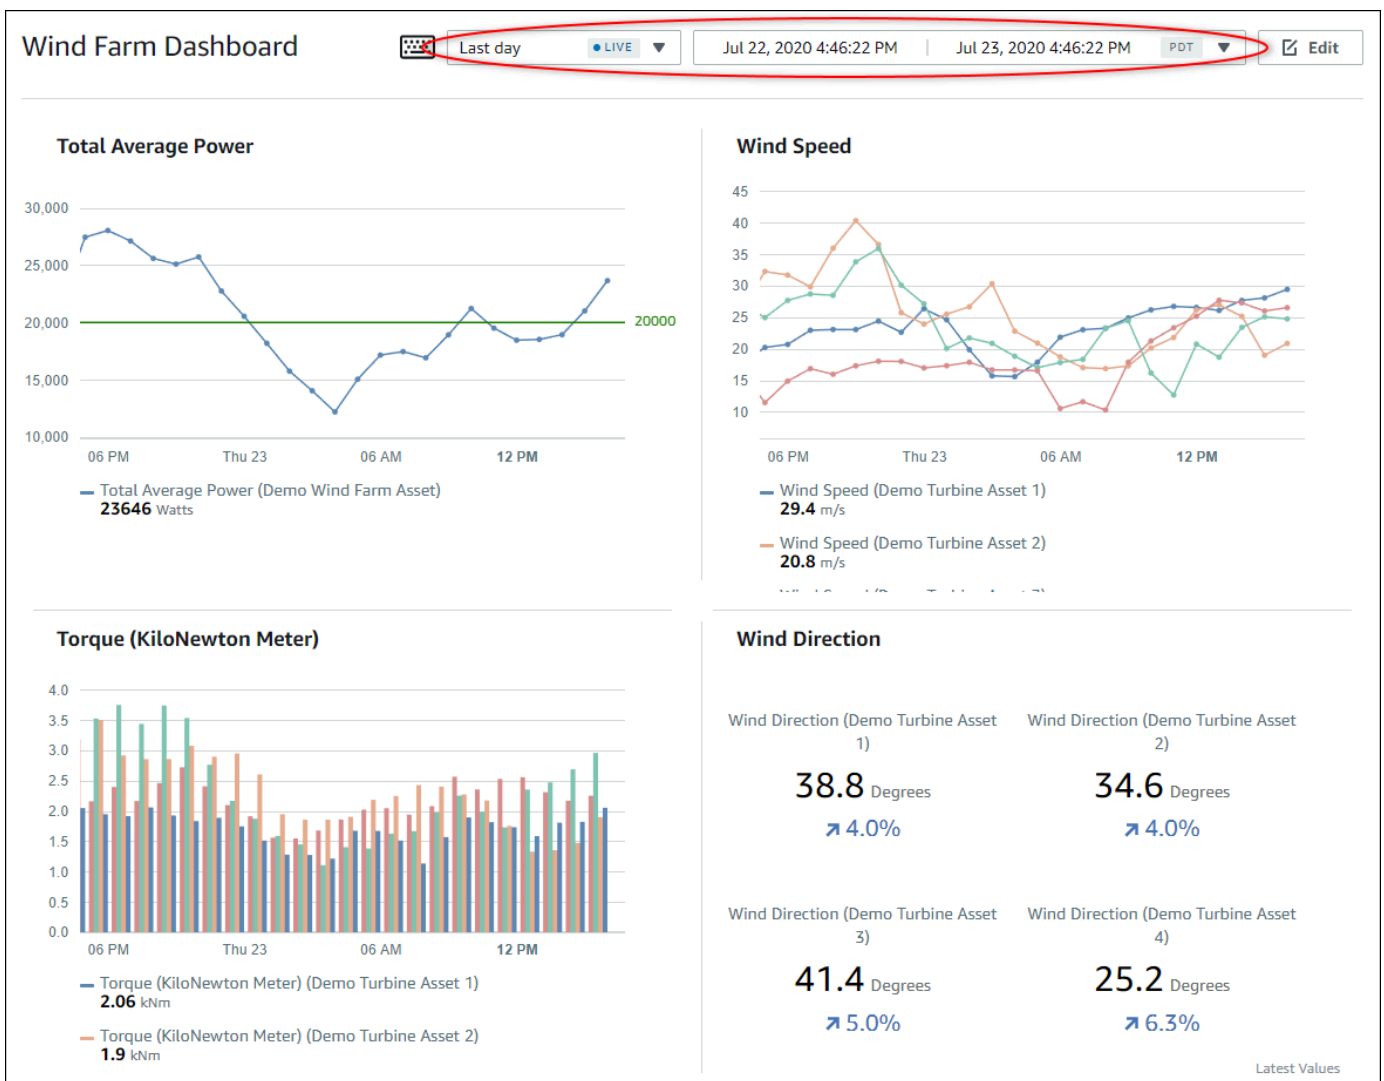 Wind Farm Dashboard
Last day
LIVE
Jul 22, 2020 4:46:22 PM
Jul 23, 2020 4:46:22 PM
PDT
Edit
Total Average Power
30,000
25,000
20,000
15,000
10,000
20000
06 PM
Thu 23
06 AM
12 PM
Total Average Power (Demo Wind Farm Asset)
23646 Watts
Wind Speed
45
40
35
30
25
20
15
10
06 PM
Thu 23
06 AM
12 PM
Wind Speed (Demo Turbine Asset 1)
29.4 m/s
Wind Speed (Demo Turbine Asset 2)
20.8 m/s
Torque (KiloNewton Meter)
4.0
3.5
3.0
2.5
2.0
1.5
1.0
0.5
0.0
06 PM
Thu 23
06 AM
12 PM
Torque (KiloNewton Meter) (Demo Turbine Asset 1)
2.06 kNm
Torque (KiloNewton Meter) (Demo Turbine Asset 2)
1.9 kNm
Wind Direction
Wind Direction (Demo Turbine Asset
1)
38.8 Degrees
4.0%
Wind Direction (Demo Turbine Asset
2)
34.6 Degrees
4.0%
Wind Direction (Demo Turbine Asset
3)
41.4 Degrees
5.0%
Wind Direction (Demo Turbine Asset
4)
25.2 Degrees
6.3%
Latest Values